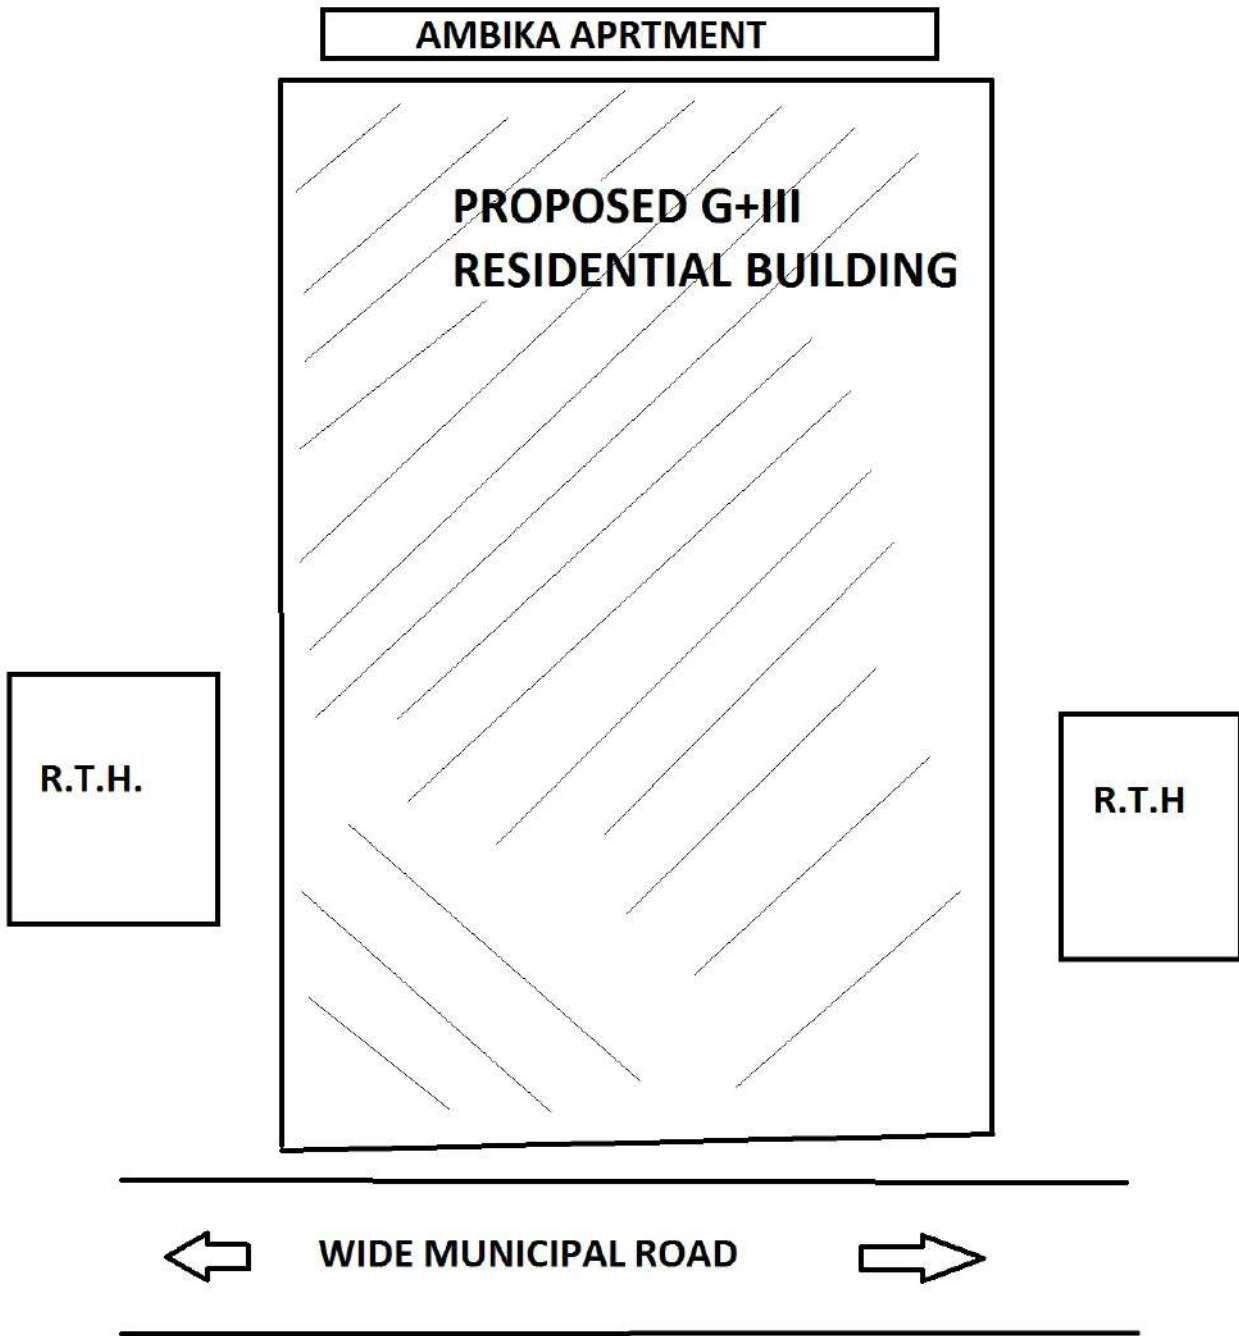 AMBIKA APRTMENT
PROPOSED G+III
RESIDENTIAL BUILDING
R.T.H.
R.T.H
WIDE MUNICIPAL ROAD